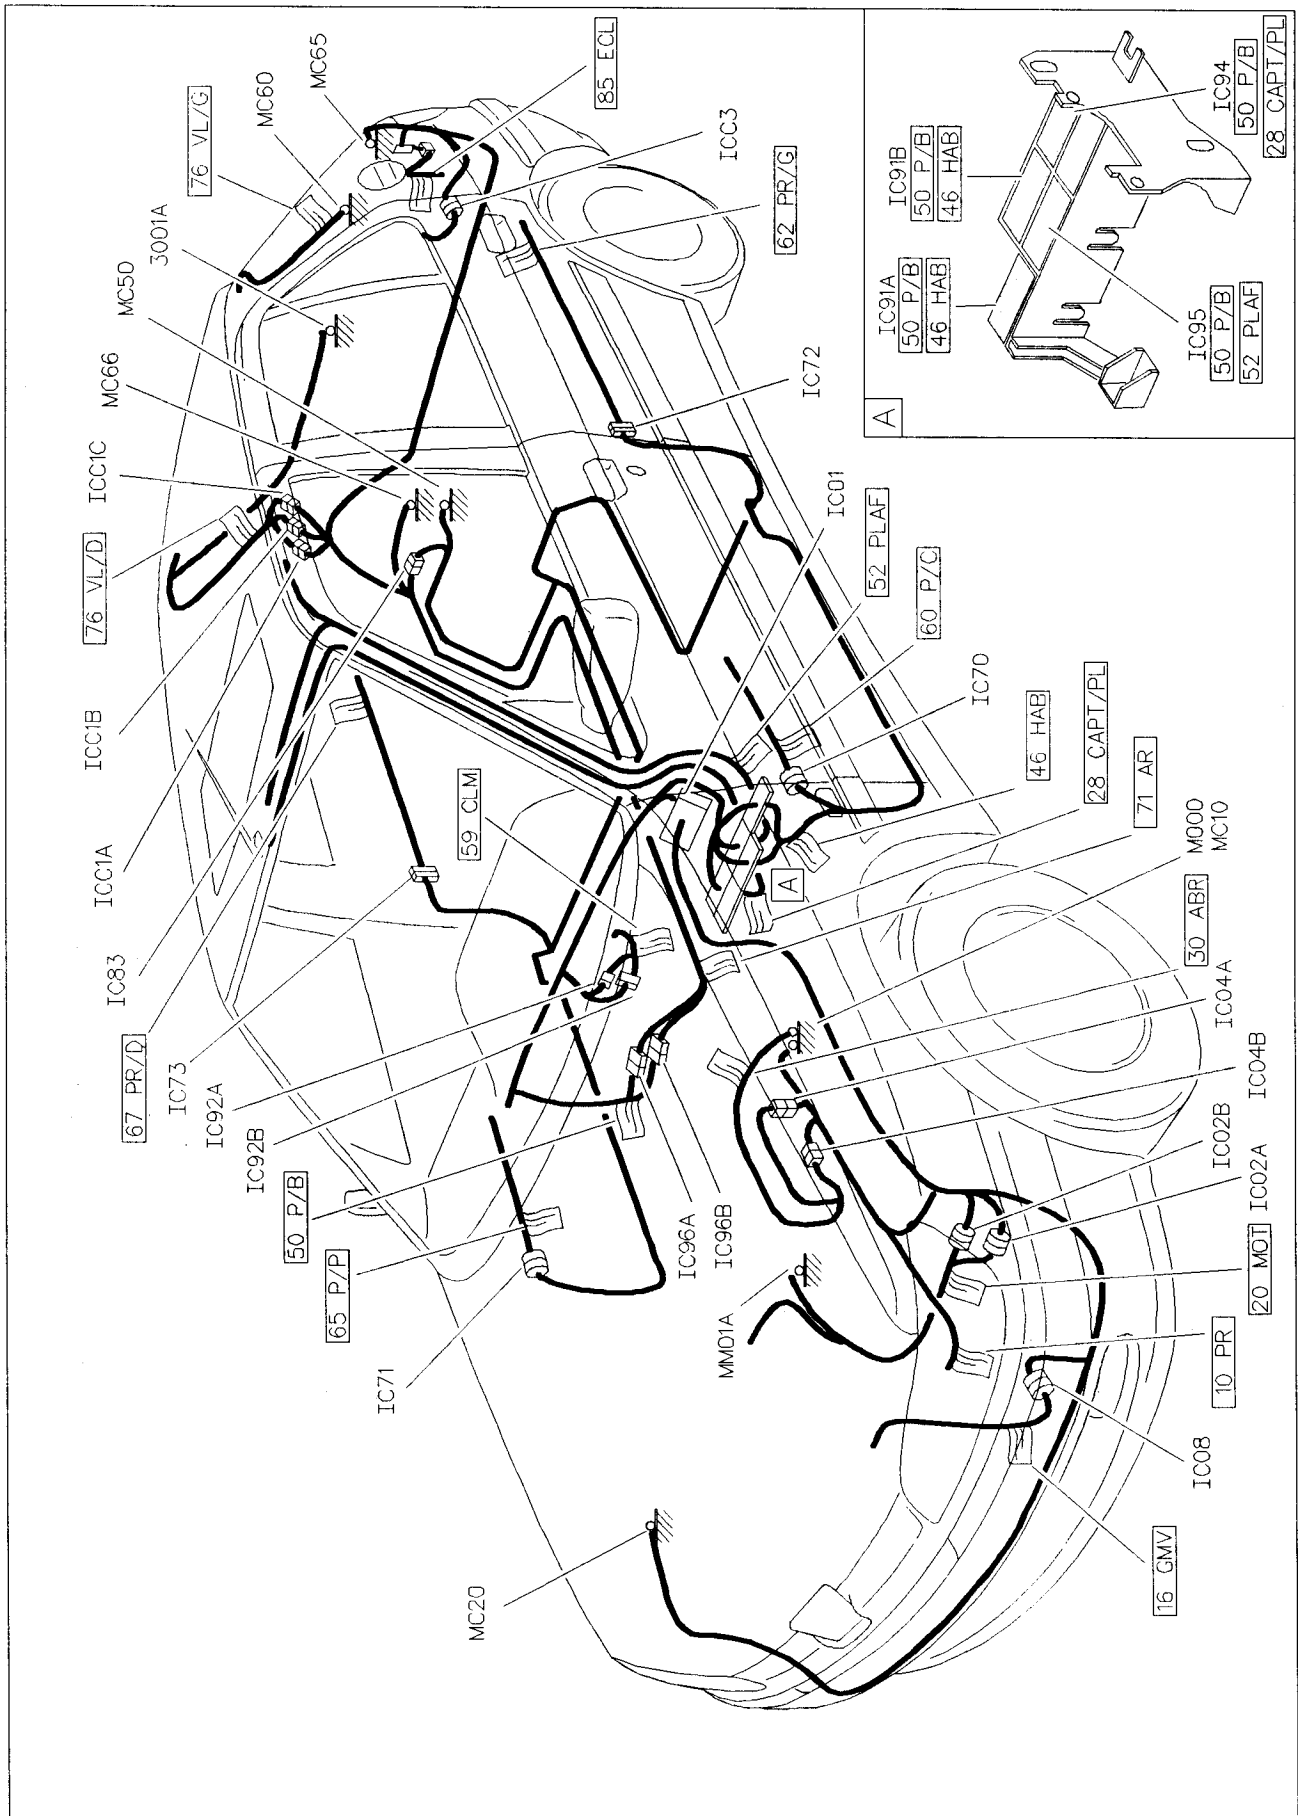 76 VL/G
MC60
MC65
85 ECL
ICC3
62 PR/G
3001A
MC50
MC66
ICC1C
76 VL/D
ICC1B
ICC1A
IC83
67 PR/D
IC73
IC92A
IC92B
50 P/B
65 P/P
IC71
MC20
59 CLM
IC96A
IC96B
MM01A
IC72
IC01
52 PLAF
60 P/C
IC70
46 HAB
28 CAPT/PL
71 AR
M000
MC10
30 ABR
IC04A
IC04B
IC02B
IC02A
20 MOT
10 PR
IC08
16 GMV
A
A
IC91A
50 P/B
46 HAB
IC91B
50 P/B
46 HAB
IC94
50 P/B
28 CAPT/PL
IC95
50 P/B
52 PLAF